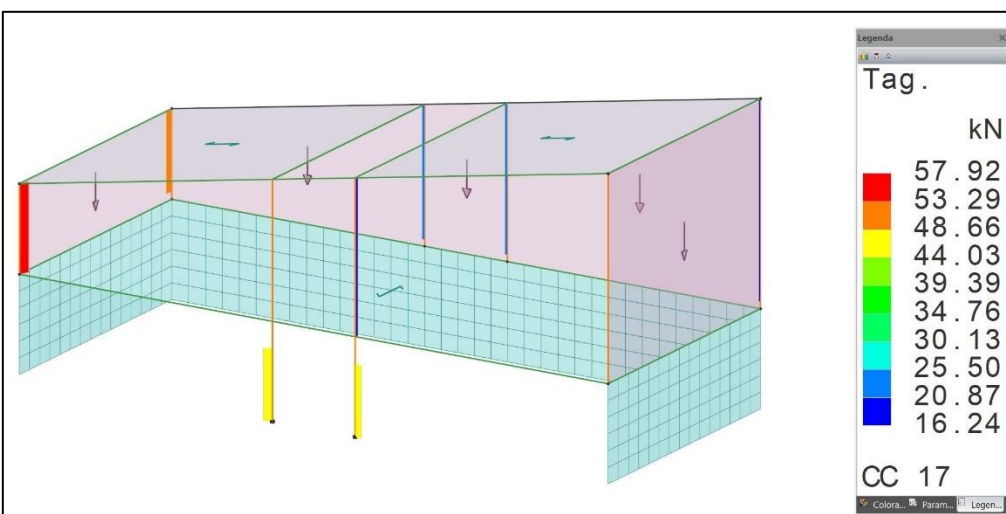 Legenda
Tag.
kN
57.92
53.29
48.66
44.03
39.39
34.76
30.13
25.50
20.87
16.24
CC 17
Colora... Param... Legen...